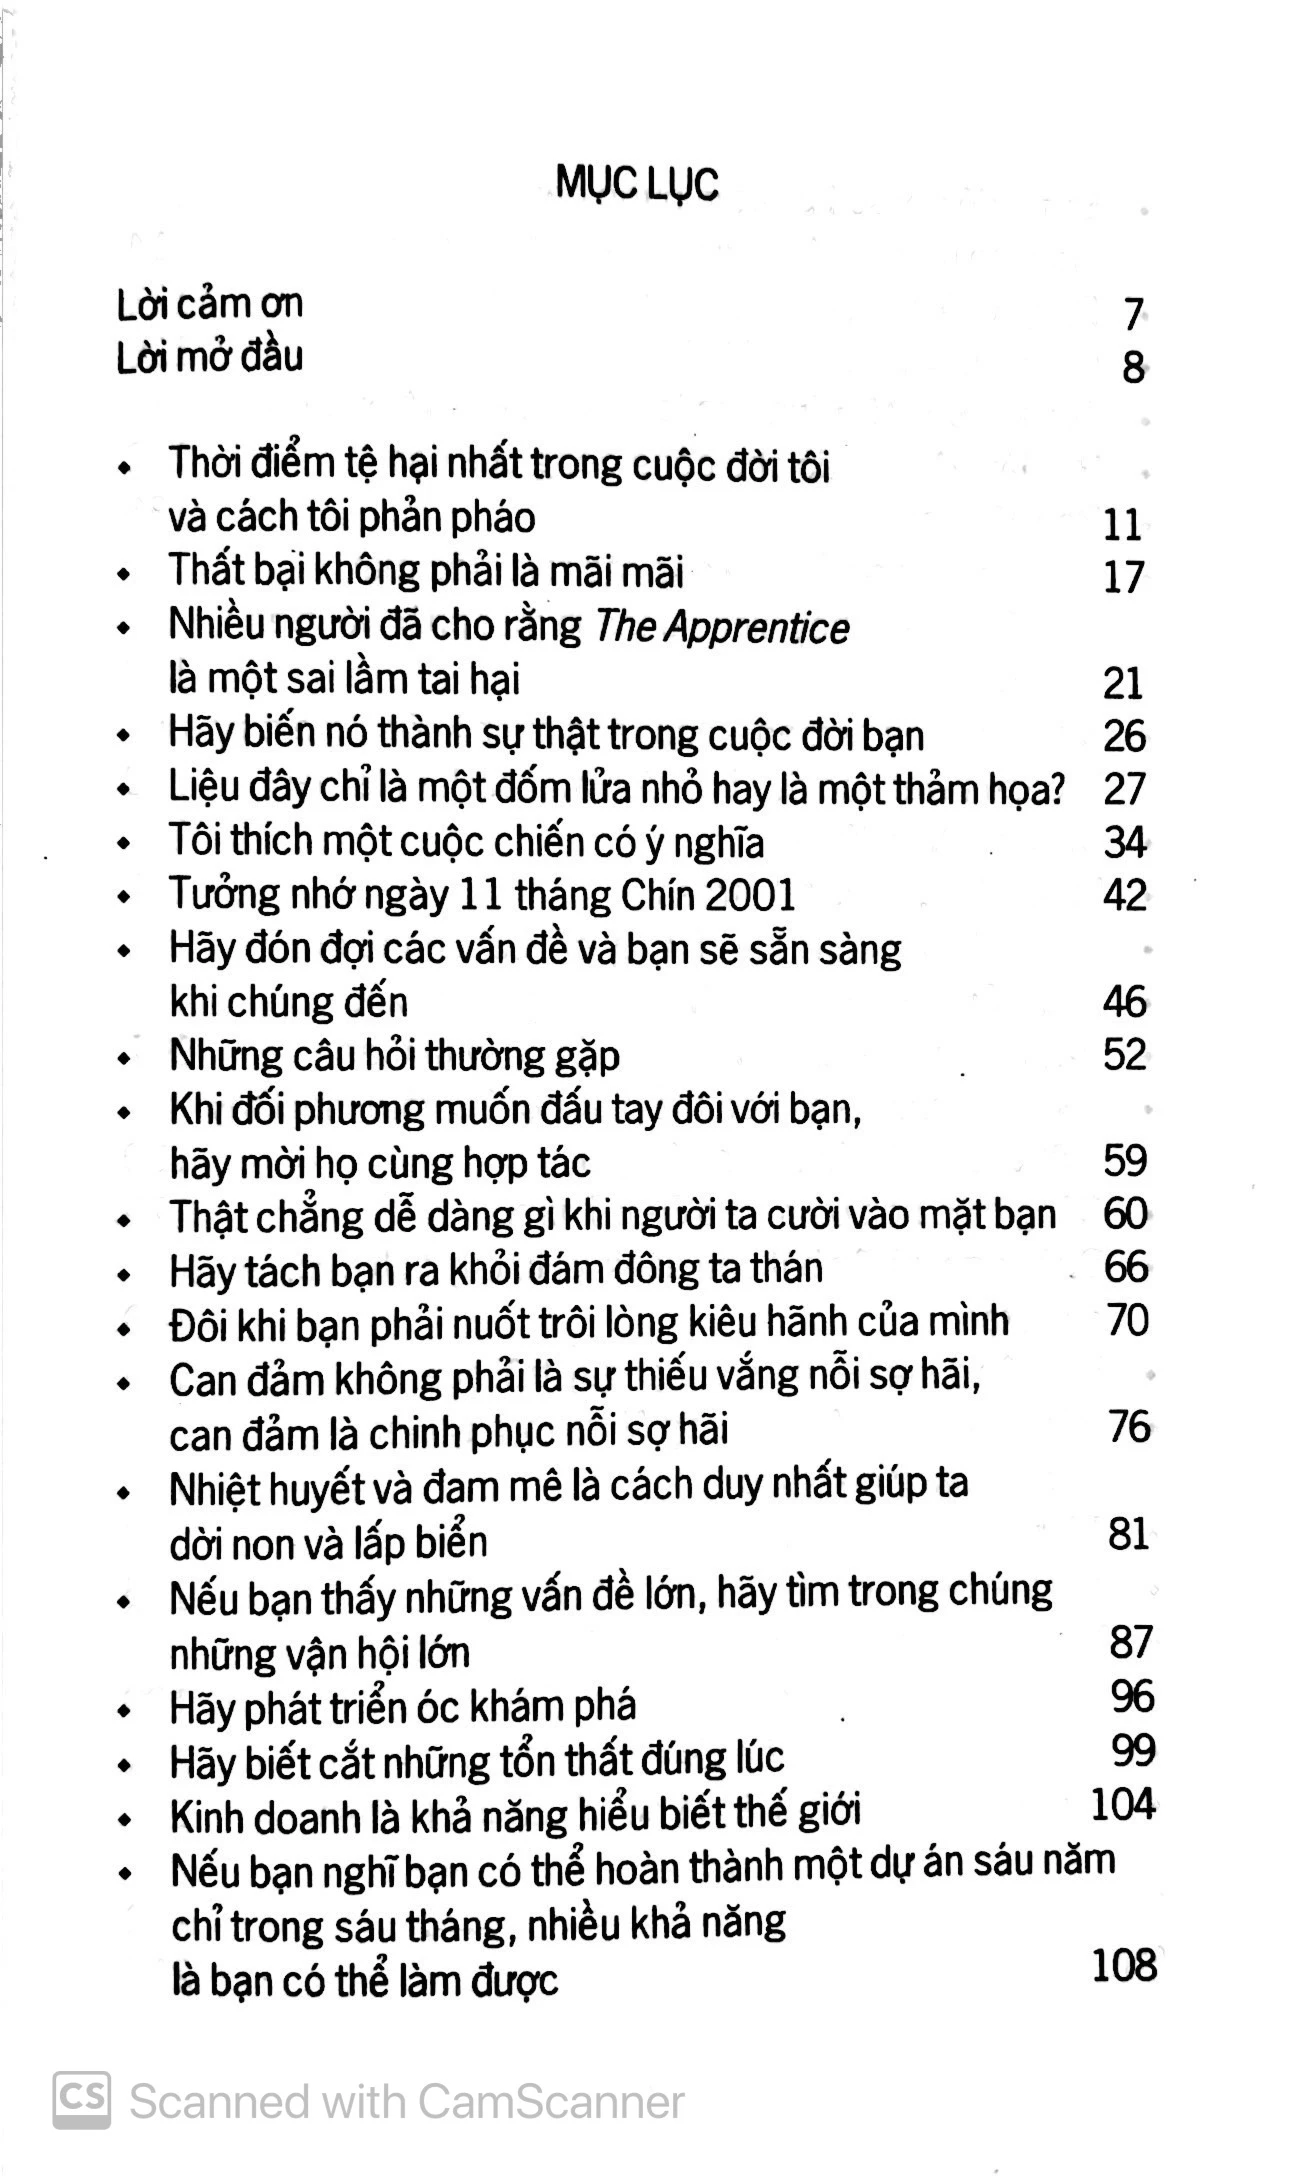 MỤC LỤC
Lời cảm ơn 7
Lời mở đầu 8
• Thời điểm tệ hại nhất trong cuộc đời tôi
và cách tôi phản pháo 11
• Thất bại không phải là mãi mãi 17
• Nhiều người đã cho rằng The Apprentice
là một sai lầm tai hại 21
• Hãy biến nó thành sự thật trong cuộc đời bạn 26
• Liệu đây chỉ là một đốm lửa nhỏ hay là một thảm họa? 27
• Tôi thích một cuộc chiến có ý nghĩa 34
• Tưởng nhớ ngày 11 tháng Chín 2001 42
• Hãy đón đợi các vấn đề và bạn sẽ sẵn sàng
khi chúng đến 46
• Những câu hỏi thường gặp 52
• Khi đối phương muốn đấu tay đôi với bạn,
hãy mời họ cùng hợp tác 59
• Thật chẳng dễ dàng gì khi người ta cười vào mặt bạn 60
• Hãy tách bạn ra khỏi đám đông ta thán 66
• Đôi khi bạn phải nuốt trôi lòng kiêu hãnh của mình 70
• Can đảm không phải là sự thiếu vắng nỗi sợ hãi,
can đảm là chinh phục nỗi sợ hãi 76
• Nhiệt huyết và đam mê là cách duy nhất giúp ta
dời non và lấp biển 81
• Nếu bạn thấy những vấn đề lớn, hãy tìm trong chúng
những vận hội lớn 87
• Hãy phát triển óc khám phá 96
• Hãy biết cắt những tổn thất đúng lúc 99
• Kinh doanh là khả năng hiểu biết thế giới 104
• Nếu bạn nghĩ bạn có thể hoàn thành một dự án sáu năm
chỉ trong sáu tháng, nhiều khả năng
là bạn có thể làm được 108
CS Scanned with CamScanner